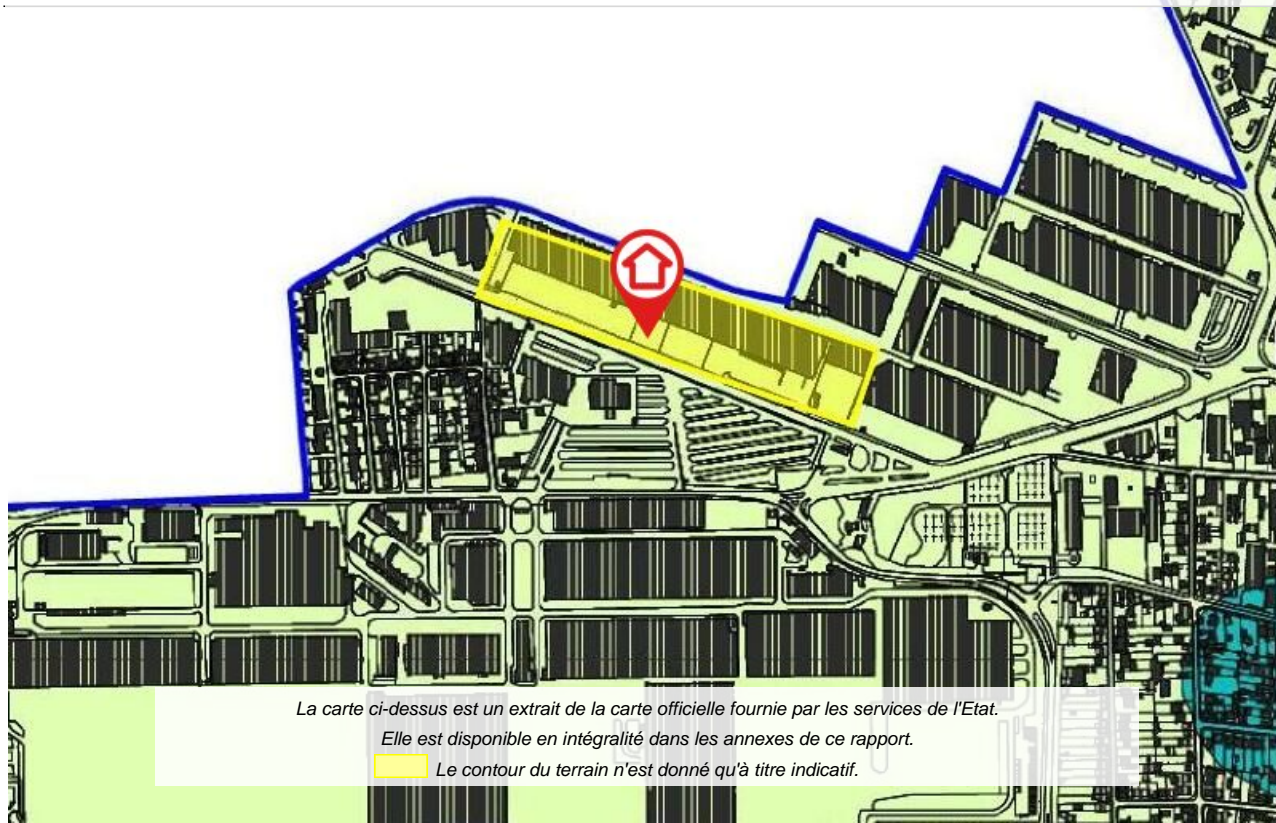 La carte ci-dessus est un extrait de la carte officielle fournie par les services de l'Etat.
Elle est disponible en intégralité dans les annexes de ce rapport.
Le contour du terrain n'est donné qu'à titre indicatif.